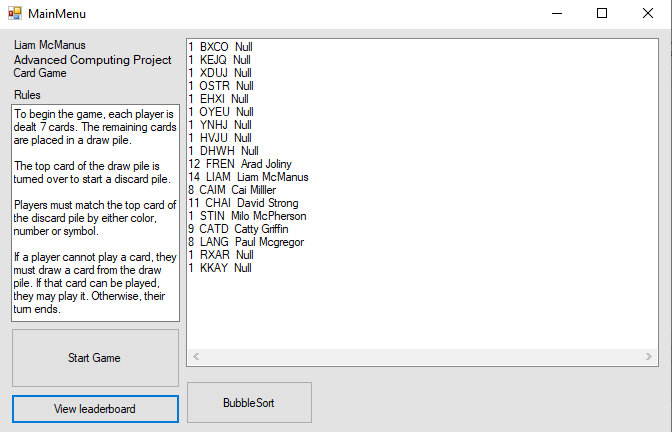 MainMenu
Liam McManus
Advanced Computing Project
Card Game
Rules
To begin the game, each player is
dealt 7 cards. The remaining cards
are placed in a draw pile.
The top card of the draw pile is
turned over to start a discard pile.
Players must match the top card of
the discard pile by either color,
number or symbol.
If a player cannot play a card, they
must draw a card from the draw
pile. If that card can be played,
they may play it. Otherwise, their
turn ends.
Start Game
View leaderboard
1 BXCO Null
1 KEJQ Null
1 XDUJ Null
1 OSTR Null
1 EHXI Null
1 OYEU Null
1 YNHJ Null
1 HVJU Null
1 DHWH Null
12 FREN Arad Joliny
14 LIAM Liam McManus
8 CAIM Cai Milller
11 CHAI David Strong
1 STIN Milo McPherson
9 CATD Catty Griffin
8 LANG Paul Mcgregor
1 RXAR Null
1 KKAY Null
BubbleSort